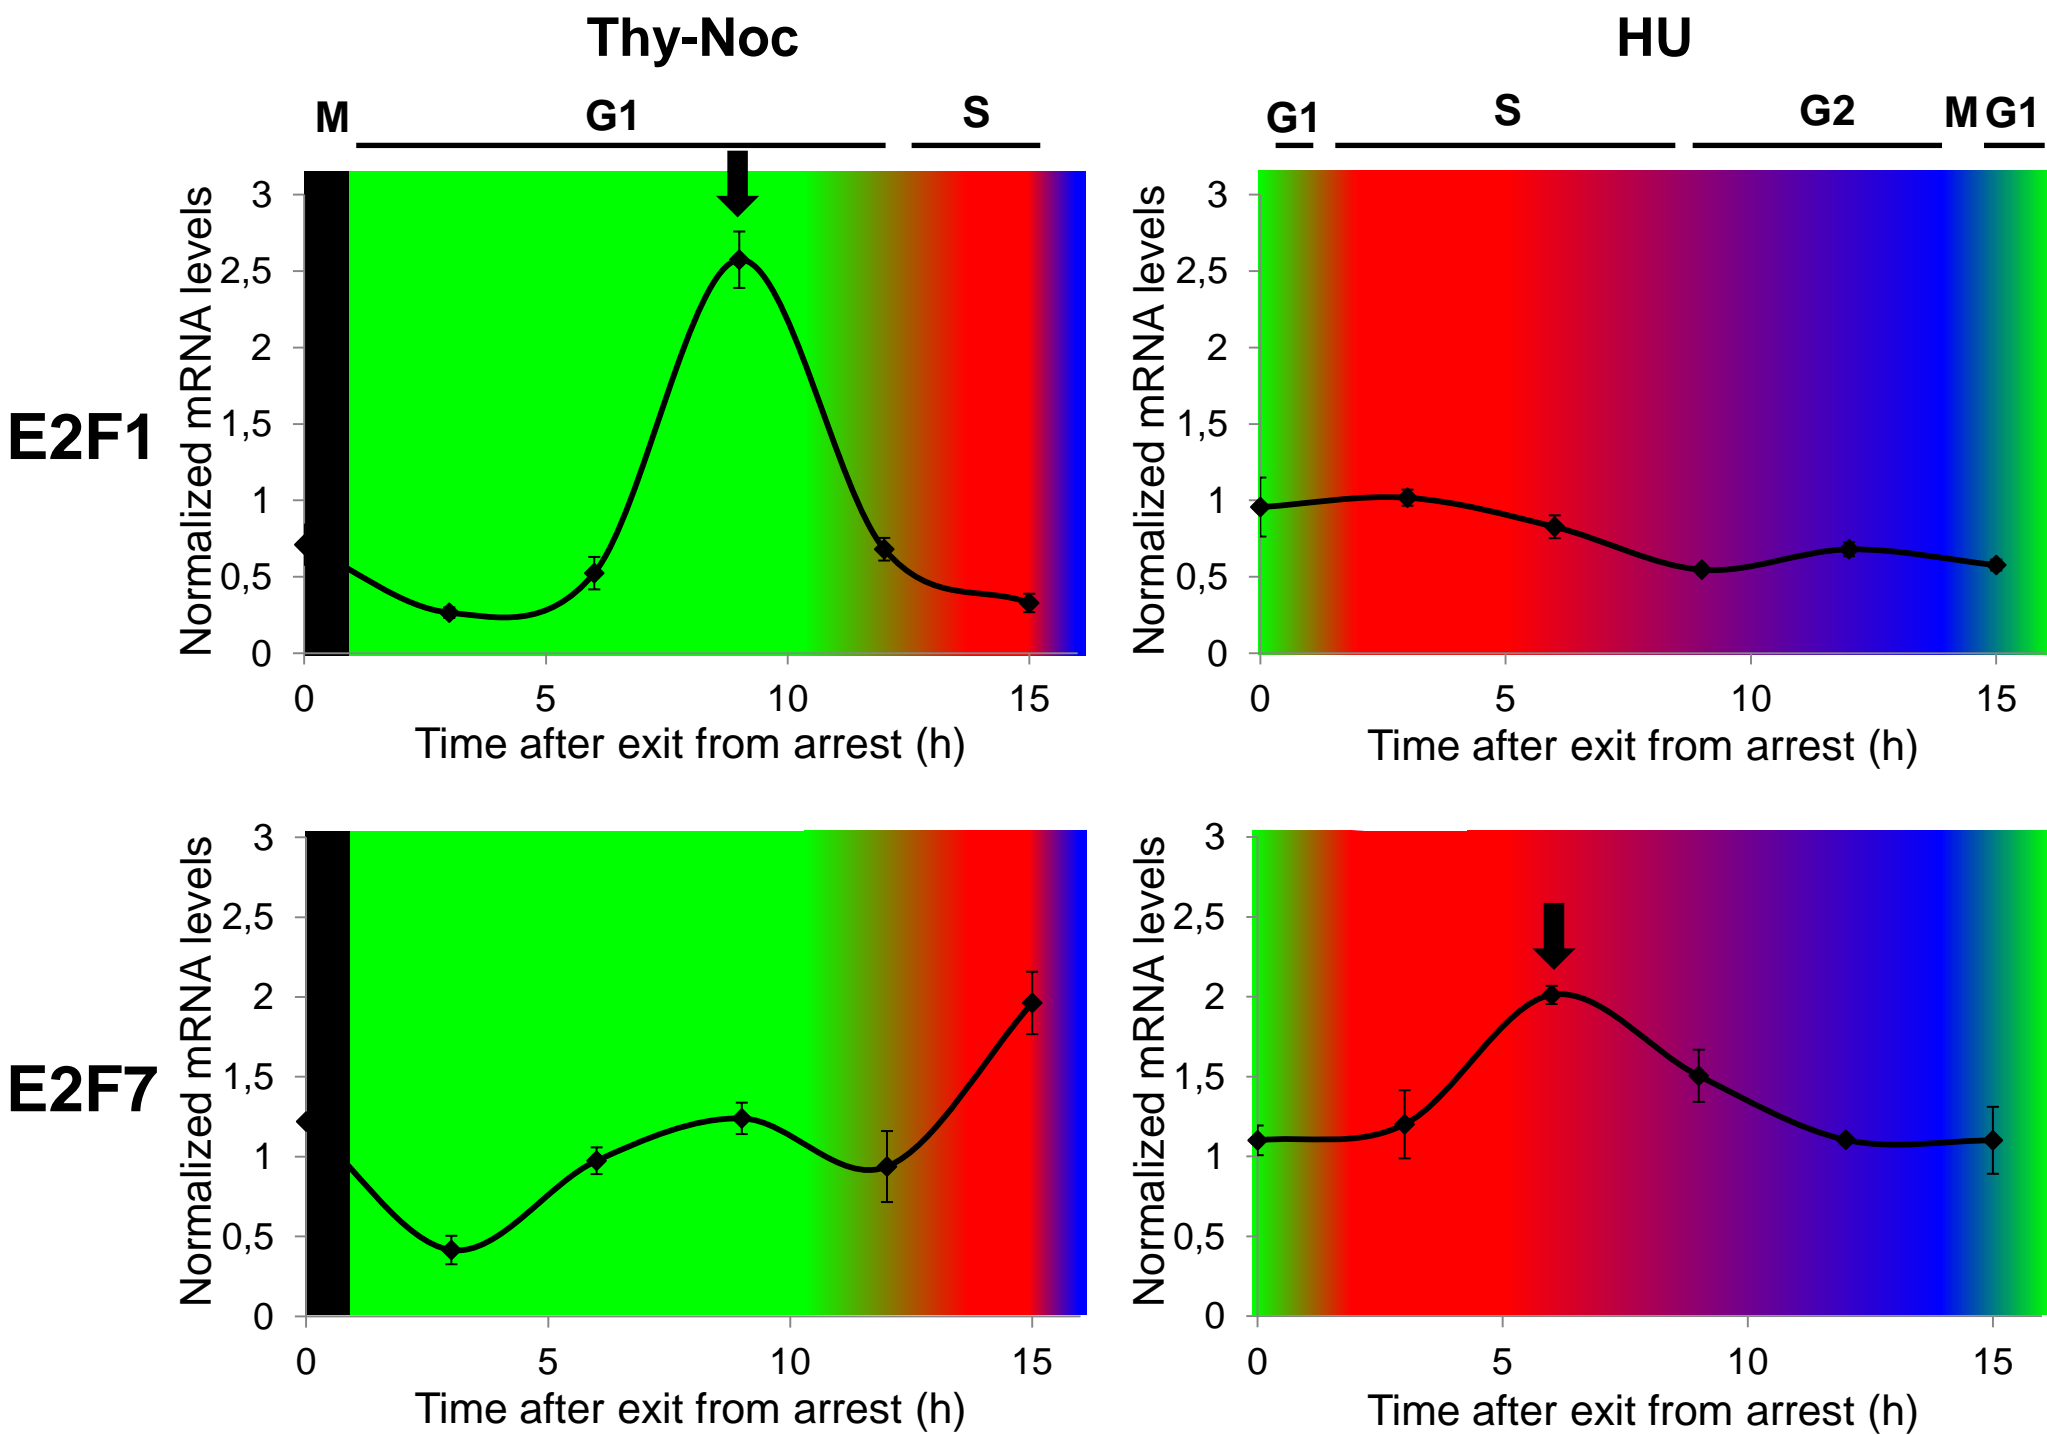 Thy-Noc
HU
M G1 S
G1 S G2 M G1
E2F1
Normalized mRNA levels
3
2,5
2
1,5
1
0,5
0
0 5 10 15
Time after exit from arrest (h)
Normalized mRNA levels
3
2,5
2
1,5
1
0,5
0
0 5 10 15
Time after exit from arrest (h)
E2F7
Normalized mRNA levels
3
2,5
2
1,5
1
0,5
0
0 5 10 15
Time after exit from arrest (h)
Normalized mRNA levels
3
2,5
2
1,5
1
0,5
0
0 5 10 15
Time after exit from arrest (h)